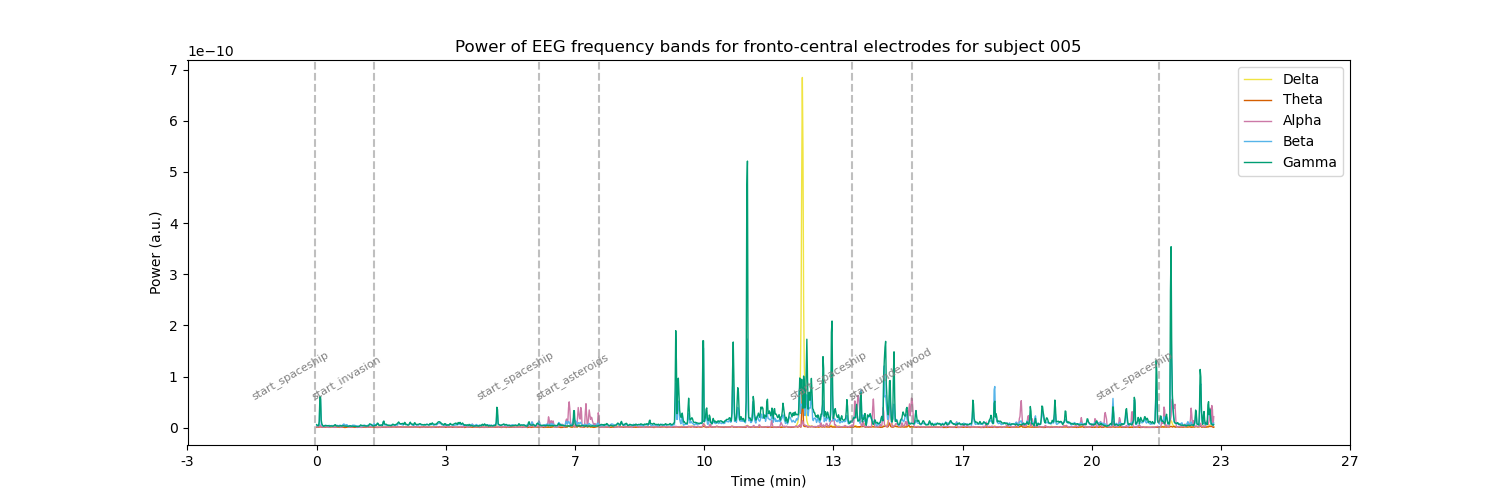 Power of EEG frequency bands for fronto-central electrodes for subject 005
1e−10
7
6
5
4
3
2
1
0
Power (a.u.)
Delta
Theta
Alpha
Beta
Gamma
start_spaceship
start_invasion
start_spaceship
start_asteroids
start_spaceship
start_underwood
start_spaceship
-3
0
3
7
10
13
17
20
23
27
Time (min)